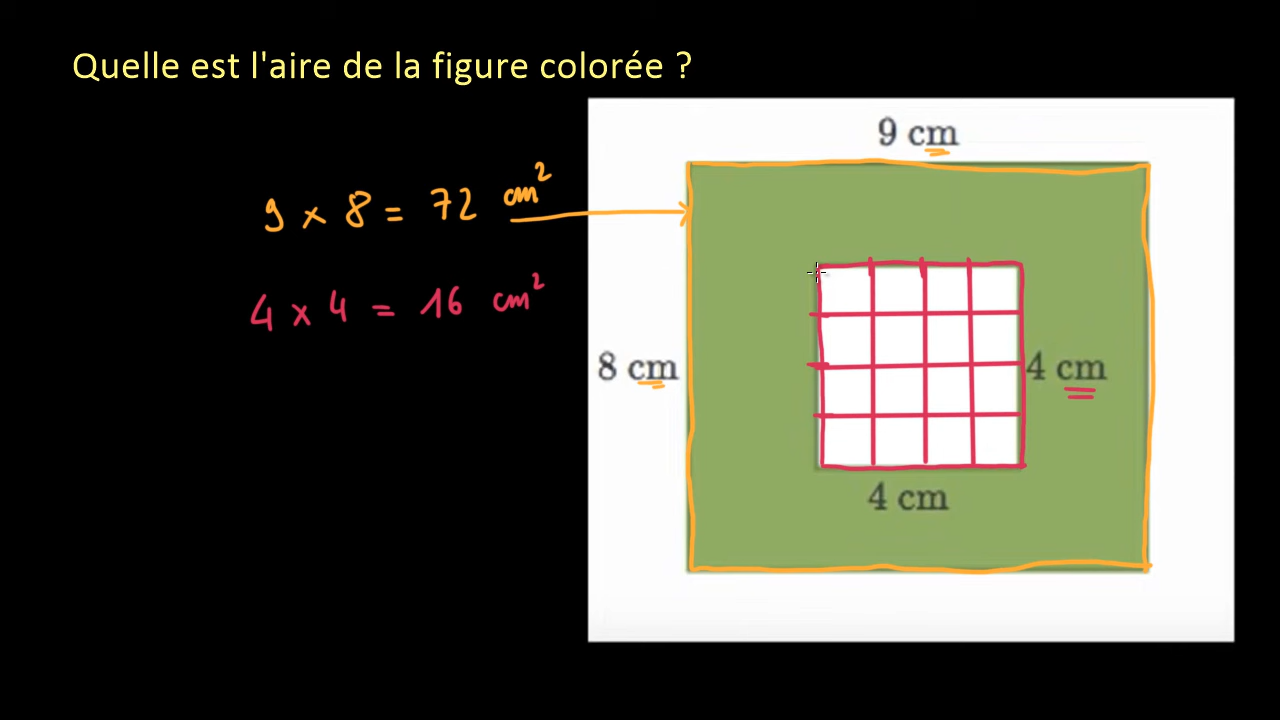 Quelle est l'aire de la figure colorée ?
9 cm
9 x 8 = 72 cm²
4 x 4 = 16 cm²
8 cm
4 cm
4 cm